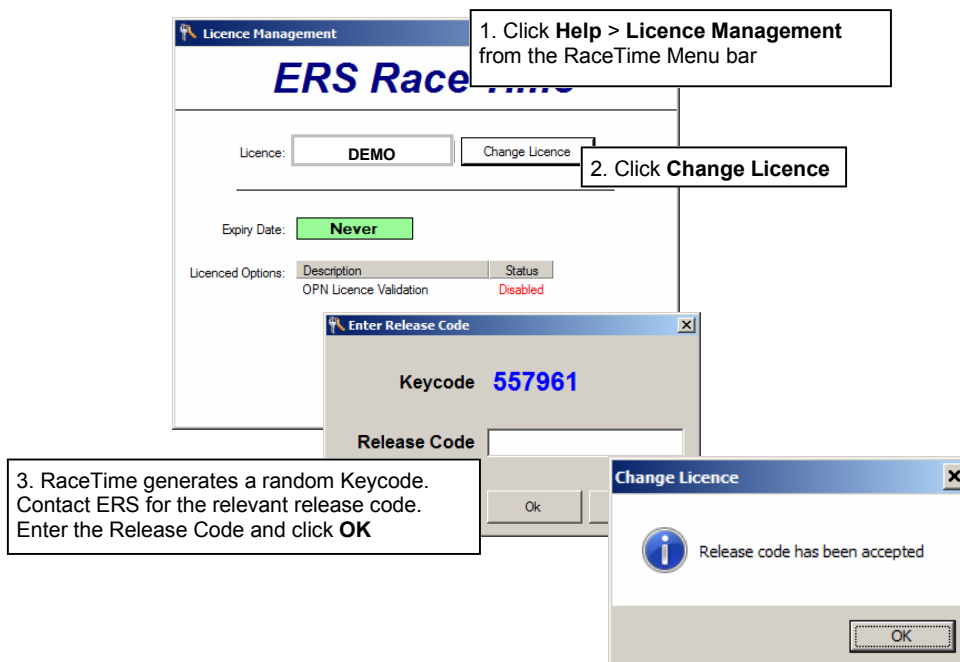 Licence Management
1. Click Help > Licence Management
from the RaceTime Menu bar
ERS Race
Licence:
DEMO
Change Licence
2. Click Change Licence
Expiry Date:
Never
Licenced Options:
Description Status
OPN Licence Validation Disabled
Enter Release Code
Keycode 557961
Release Code
3. RaceTime generates a random Keycode.
Contact ERS for the relevant release code.
Enter the Release Code and click OK
Ok
Change Licence
Release code has been accepted
OK